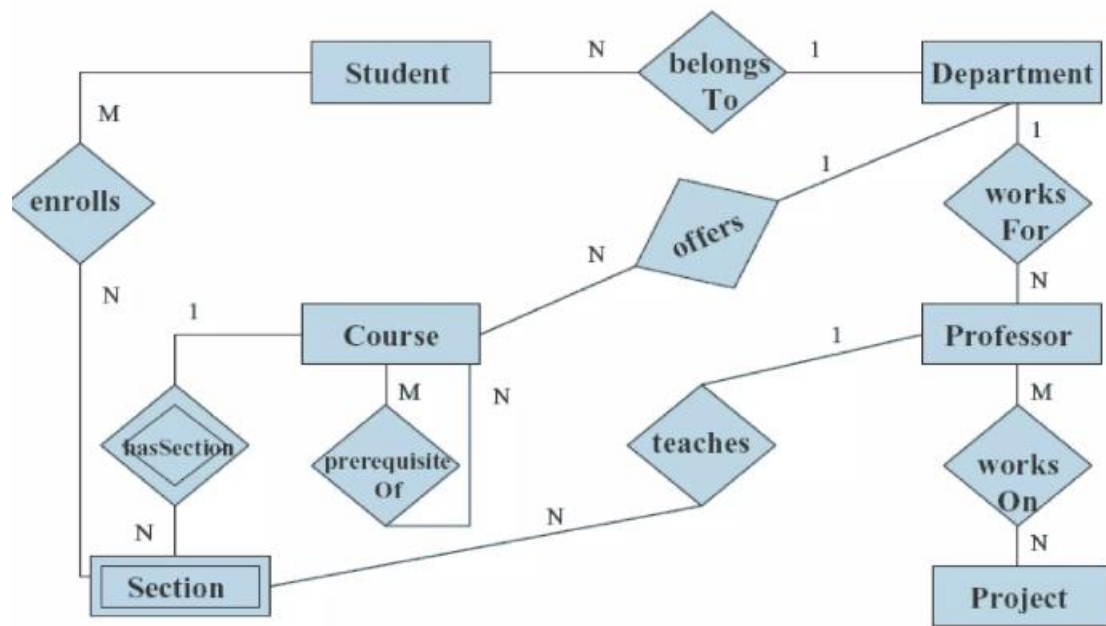 Student
N
belongs
To
1
Department
M
1
1
enrolls
offers
works
For
N
N
N
1
Course
1
Professor
M
N
M
hasSection
prerequisite
Of
teaches
works
On
N
N
N
Section
Project